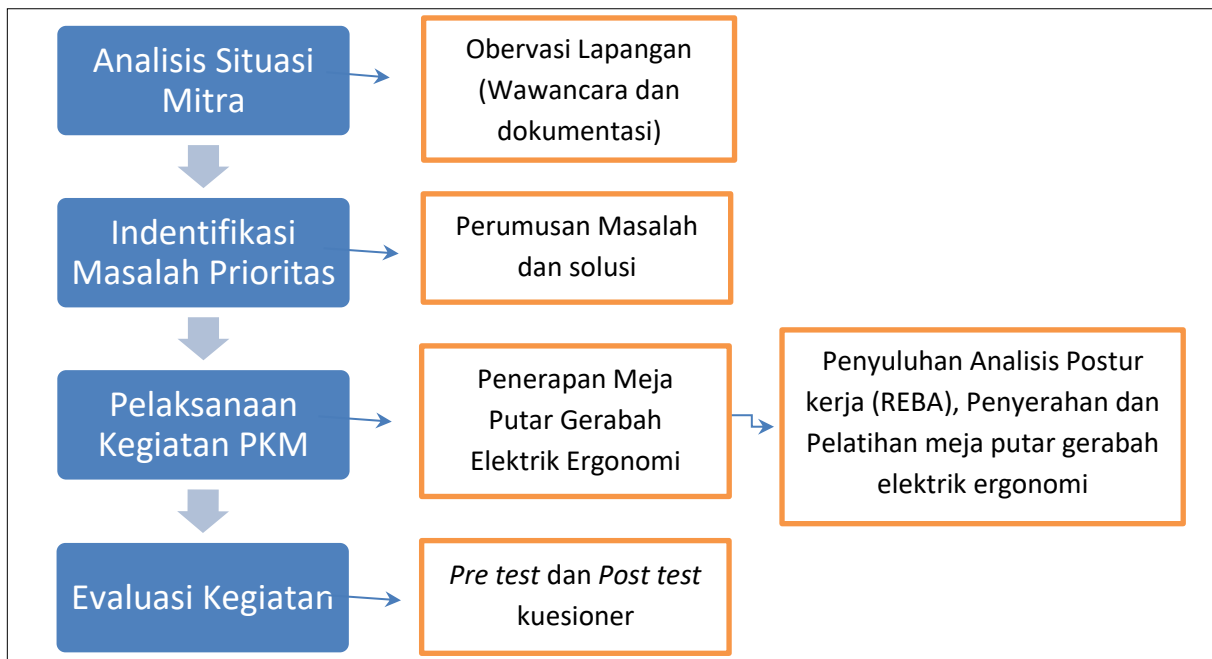 Analisis Situasi
Mitra
Obervasi Lapangan
(Wawancara dan
dokumentasi)
Indentifikasi
Masalah Prioritas
Perumusan Masalah
dan solusi
Pelaksanaan
Kegiatan PKM
Penerapan Meja
Putar Gerabah
Elektrik Ergonomi
Penyuluhan Analisis Postur
kerja (REBA), Penyerahan dan
Pelatihan meja putar gerabah
elektrik ergonomi
Evaluasi Kegiatan
Pre test dan Post test
kuesioner